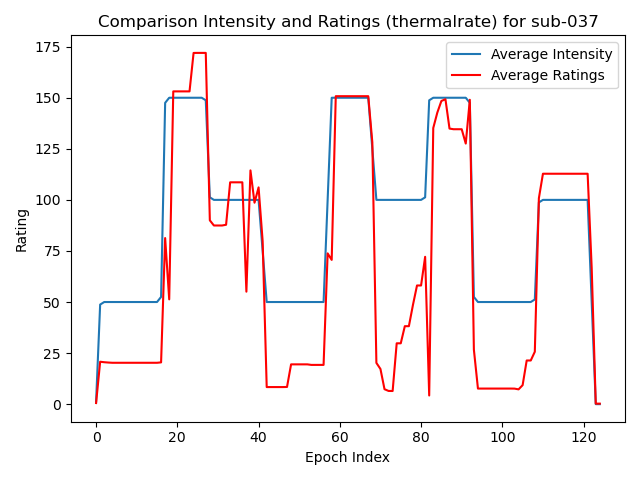 Comparison Intensity and Ratings (thermalrate) for sub-037
Average Intensity
Average Ratings
Rating
175
150
125
100
75
50
25
0
0 20 40 60 80 100 120
Epoch Index